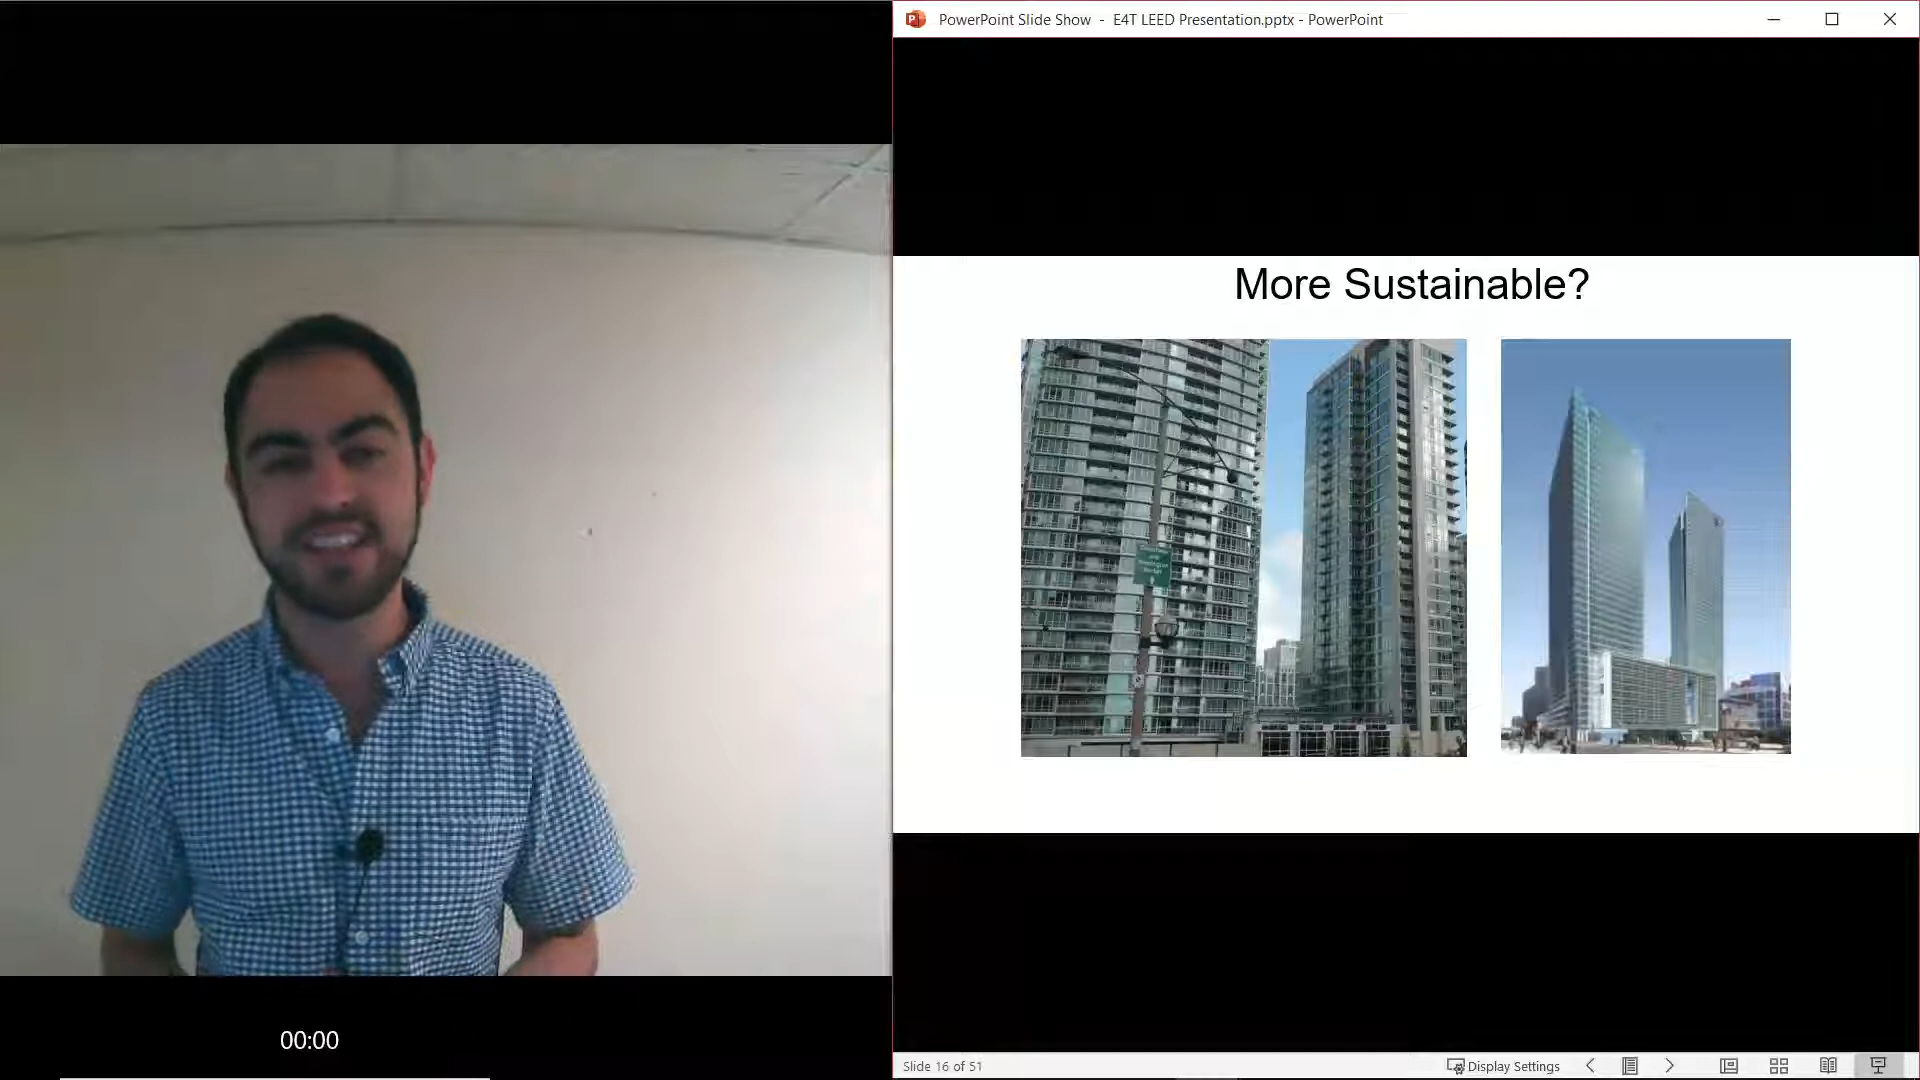 PowerPoint Slide Show - E4T LEED Presentation.pptx - PowerPoint
More Sustainable?
00:00
Slide 16 of 51
Display Settings